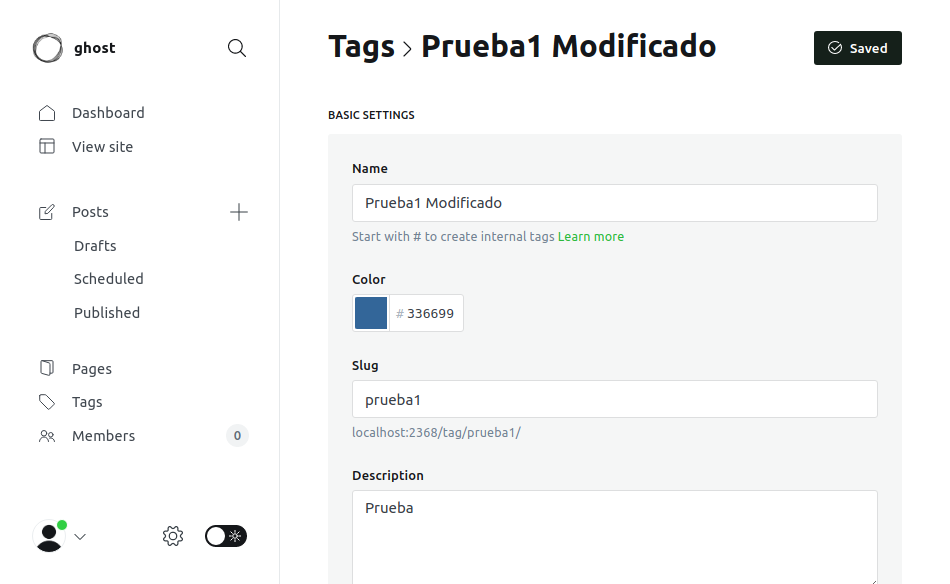 ghost
Dashboard
View site
Posts
Drafts
Scheduled
Published
Pages
Tags
Members 0
Tags > Prueba1 Modificado
Saved
BASIC SETTINGS
Name
Prueba1 Modificado
Start with # to create internal tags Learn more
Color
# 336699
Slug
prueba1
localhost:2368/tag/prueba1/
Description
Prueba